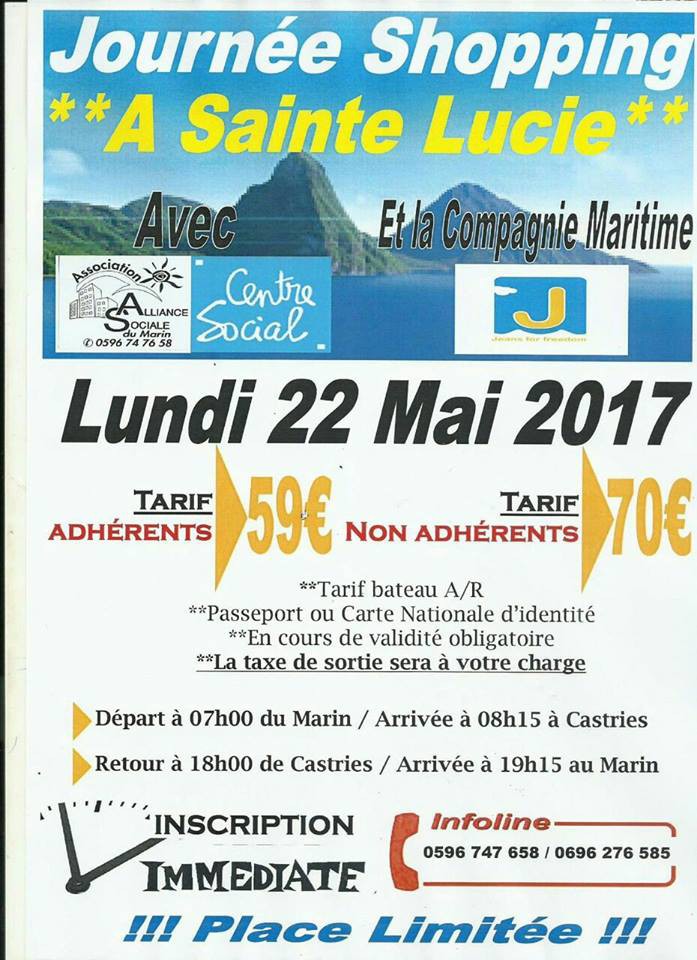 Journée Shopping
**A Sainte Lucie**
Avec
Et la Compagnie Maritime
Association
ALLIANCE
SOCIALE
du Marin
✆ 0596 74 76 58
Centre
Social
J
Jeans for freedom
Lundi 22 Mai 2017
TARIF
ADHÉRENTS
59€
TARIF
NON ADHÉRENTS
70€
**Tarif bateau A/R
**Passeport ou Carte Nationale d'identité
**En cours de validité obligatoire
**La taxe de sortie sera à votre charge
Départ à 07h00 du Marin / Arrivée à 08h15 à Castries
Retour à 18h00 de Castries / Arrivée à 19h15 au Marin
INSCRIPTION
IMMEDIATE
Infoline
0596 747 658 / 0696 276 585
!!! Place Limitée !!!